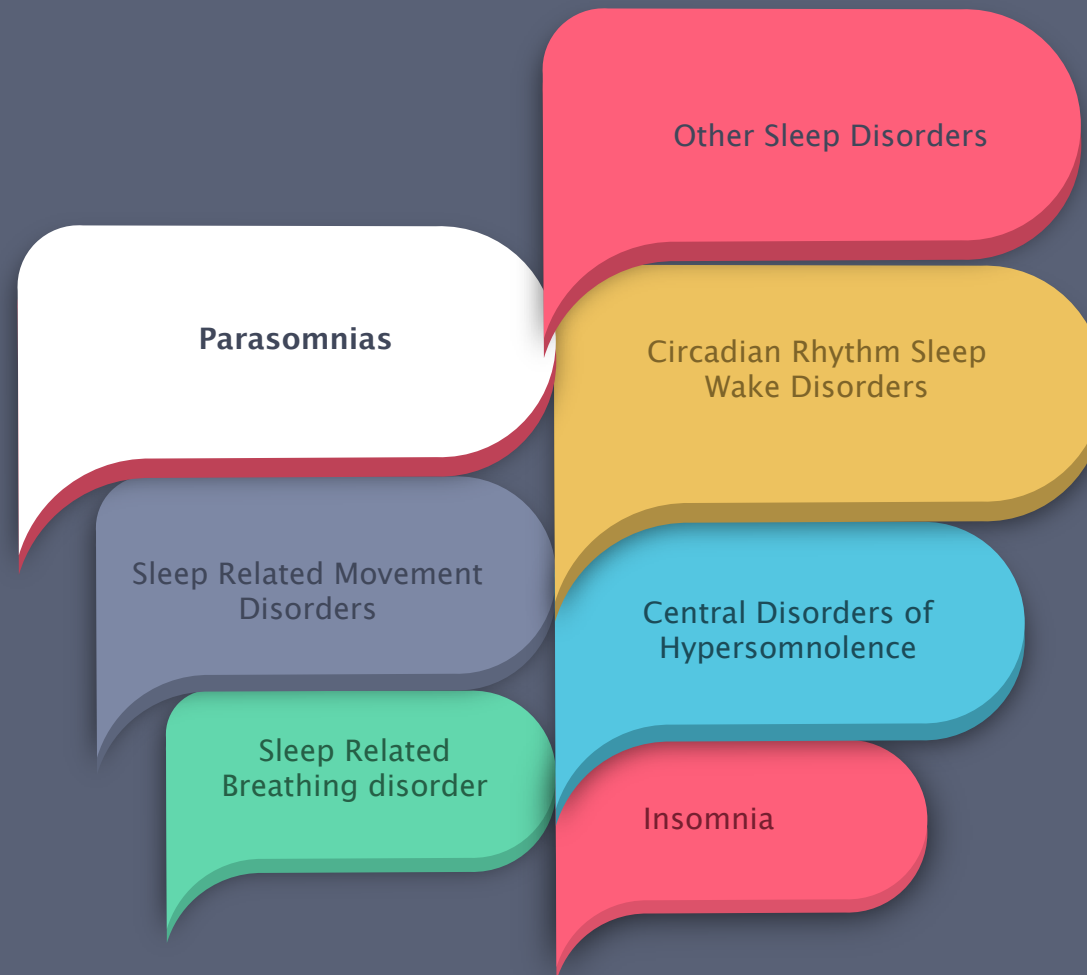 Other Sleep Disorders
Parasomnias
Circadian Rhythm Sleep
Wake Disorders
Sleep Related Movement
Disorders
Central Disorders of
Hypersomnolence
Sleep Related
Breathing disorder
Insomnia